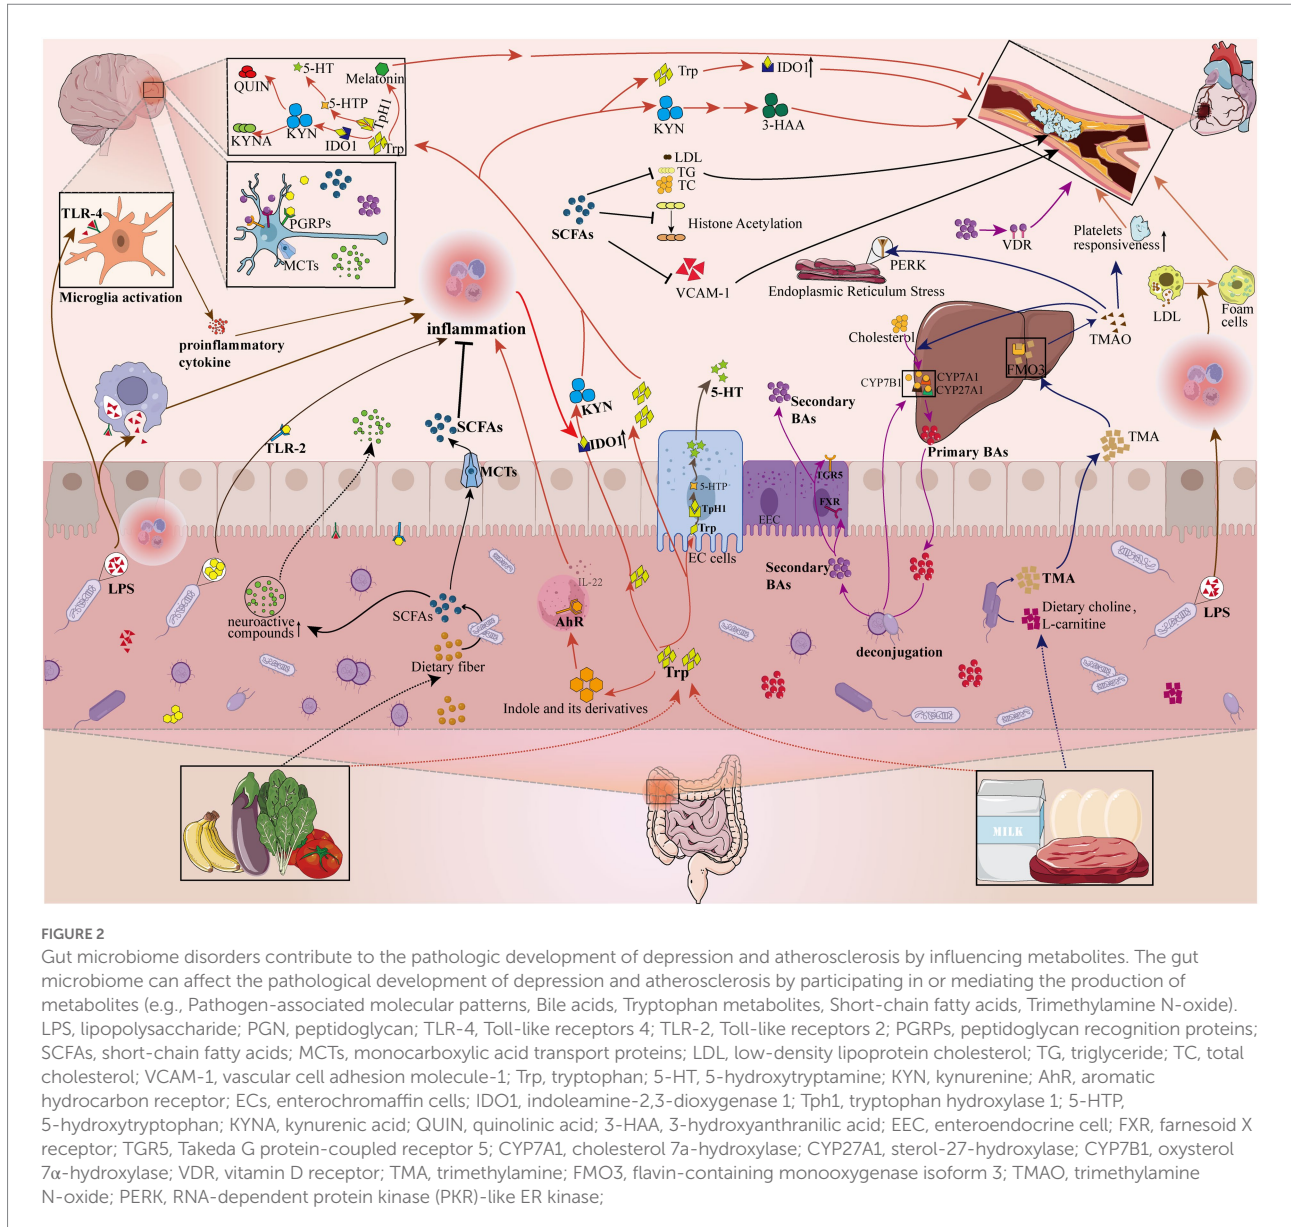 5-HT
Melatonin
QUIN
5-HTP
TpH1
KYN
KYNA
IDO1
Trp
Trp
IDO1
KYN
3-HAA
TLR-4
PGRPs
MCTs
Microglia activation
LDL
TG
TC
SCFAs
Histone Acetylation
VCAM-1
VDR
Platelets
responsiveness
PERK
Endoplasmic Reticulum Stress
LDL
Foam
cells
inflammation
proinflammatory
cytokine
Cholesterol
TMAO
FMO3
CYP7B1
CYP7A1
CYP27A1
5-HT
KYN
Secondary
BAs
SCFAs
IDO1
TLR-2
Primary BAs
TMA
MCTs
5-HTP
TpH1
Trp
TGR5
FXR
EEC
EC cells
LPS
IL-22
AhR
Secondary
BAs
TMA
neuroactive
compounds
SCFAs
Dietary choline ,
L-carnitine
LPS
deconjugation
Dietary fiber
Trp
Indole and its derivatives
MILK
FIGURE 2
Gut microbiome disorders contribute to the pathologic development of depression and atherosclerosis by influencing metabolites. The gut
microbiome can affect the pathological development of depression and atherosclerosis by participating in or mediating the production of
metabolites (e.g., Pathogen-associated molecular patterns, Bile acids, Tryptophan metabolites, Short-chain fatty acids, Trimethylamine N-oxide).
LPS, lipopolysaccharide; PGN, peptidoglycan; TLR-4, Toll-like receptors 4; TLR-2, Toll-like receptors 2; PGRPs, peptidoglycan recognition proteins;
SCFAs, short-chain fatty acids; MCTs, monocarboxylic acid transport proteins; LDL, low-density lipoprotein cholesterol; TG, triglyceride; TC, total
cholesterol; VCAM-1, vascular cell adhesion molecule-1; Trp, tryptophan; 5-HT, 5-hydroxytryptamine; KYN, kynurenine; AhR, aromatic
hydrocarbon receptor; ECs, enterochromaffin cells; IDO1, indoleamine-2,3-dioxygenase 1; Tph1, tryptophan hydroxylase 1; 5-HTP,
5-hydroxytryptophan; KYNA, kynurenic acid; QUIN, quinolinic acid; 3-HAA, 3-hydroxyanthranilic acid; EEC, enteroendocrine cell; FXR, farnesoid X
receptor; TGR5, Takeda G protein-coupled receptor 5; CYP7A1, cholesterol 7a-hydroxylase; CYP27A1, sterol-27-hydroxylase; CYP7B1, oxysterol
7α-hydroxylase; VDR, vitamin D receptor; TMA, trimethylamine; FMO3, flavin-containing monooxygenase isoform 3; TMAO, trimethylamine
N-oxide; PERK, RNA-dependent protein kinase (PKR)-like ER kinase;